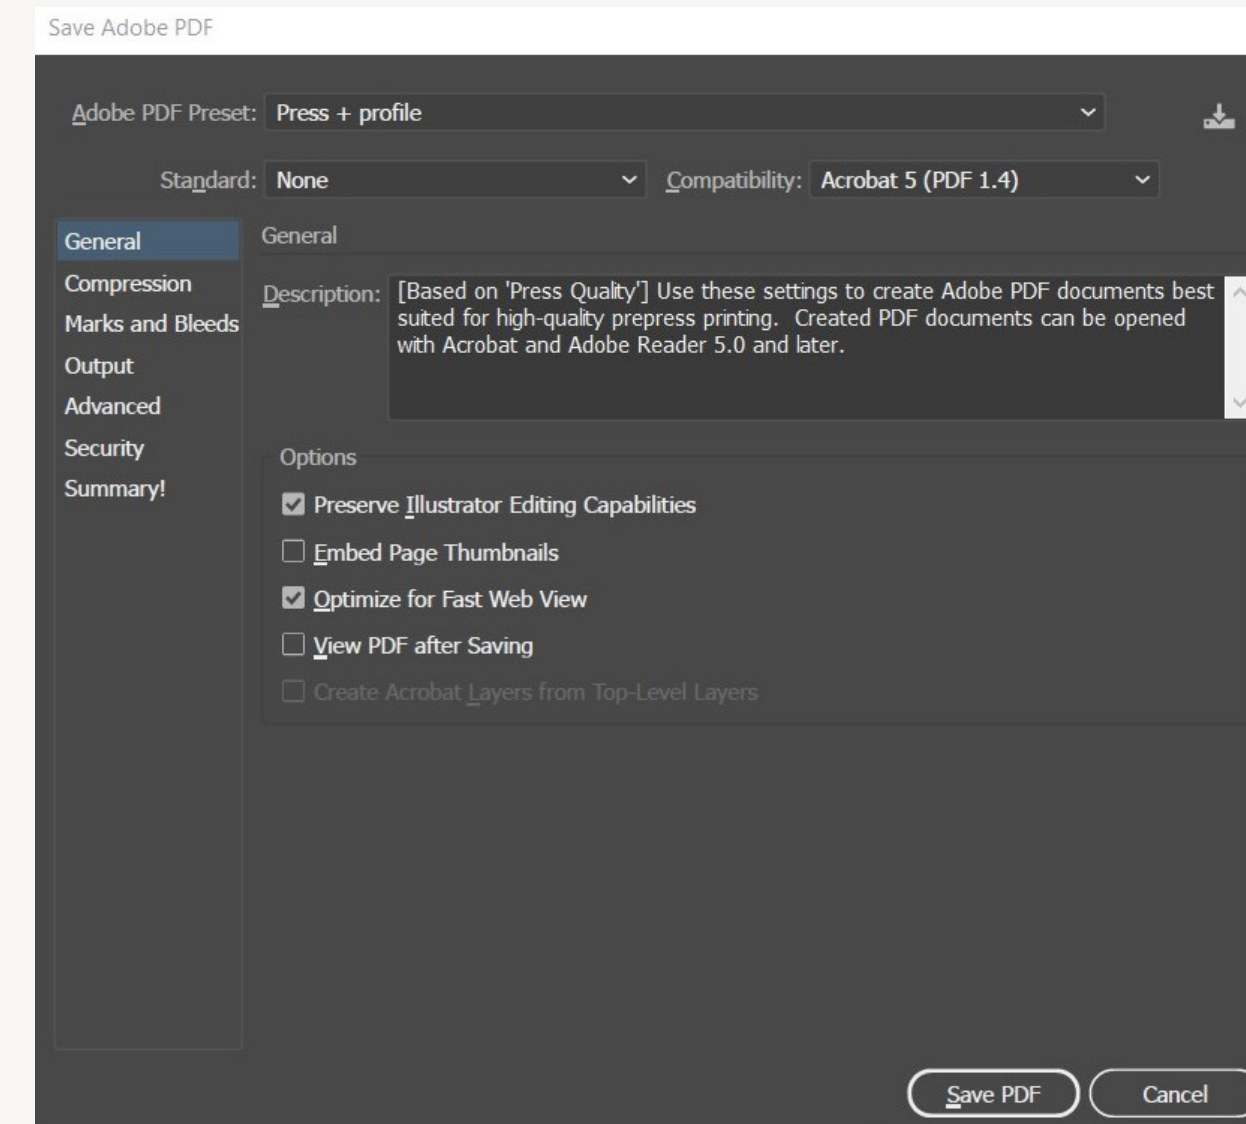 Save Adobe PDF
Adobe PDF Preset: Press + profile
Standard: None Compatibility: Acrobat 5 (PDF 1.4)
General
Compression
Marks and Bleeds
Output
Advanced
Security
Summary!
General
Description: [Based on 'Press Quality'] Use these settings to create Adobe PDF documents best
suited for high-quality prepress printing.  Created PDF documents can be opened
with Acrobat and Adobe Reader 5.0 and later.
Options
Preserve Illustrator Editing Capabilities
Embed Page Thumbnails
Optimize for Fast Web View
View PDF after Saving
Create Acrobat Layers from Top-Level Layers
Save PDF Cancel